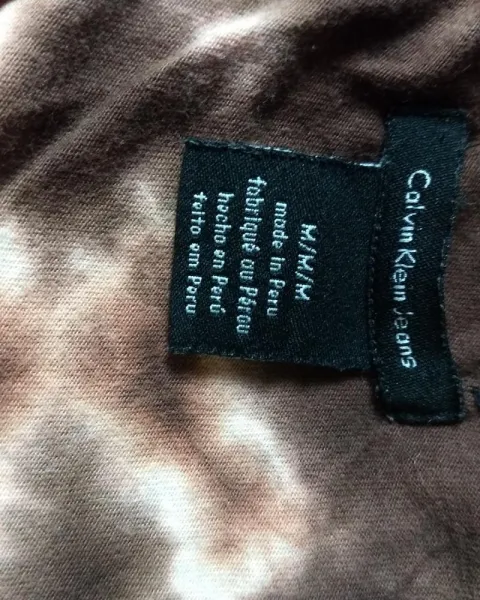 Calvin Klein Jeans
M/M/M
made in Peru
fabriqué au Pérou
hecho en Perú
feito em Peru